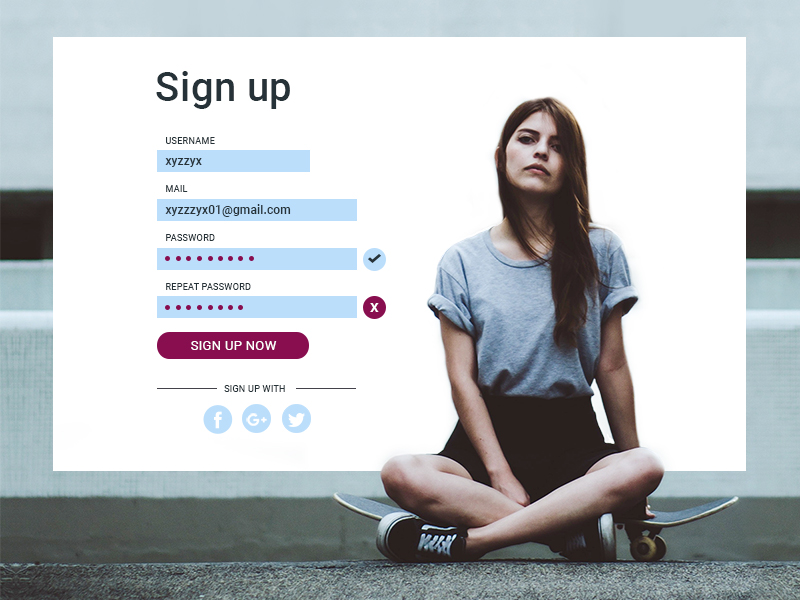 Sign up
USERNAME
xyzzyx
MAIL
xyzzzyx01@gmail.com
PASSWORD
REPEAT PASSWORD
X
SIGN UP NOW
SIGN UP WITH
f
G+